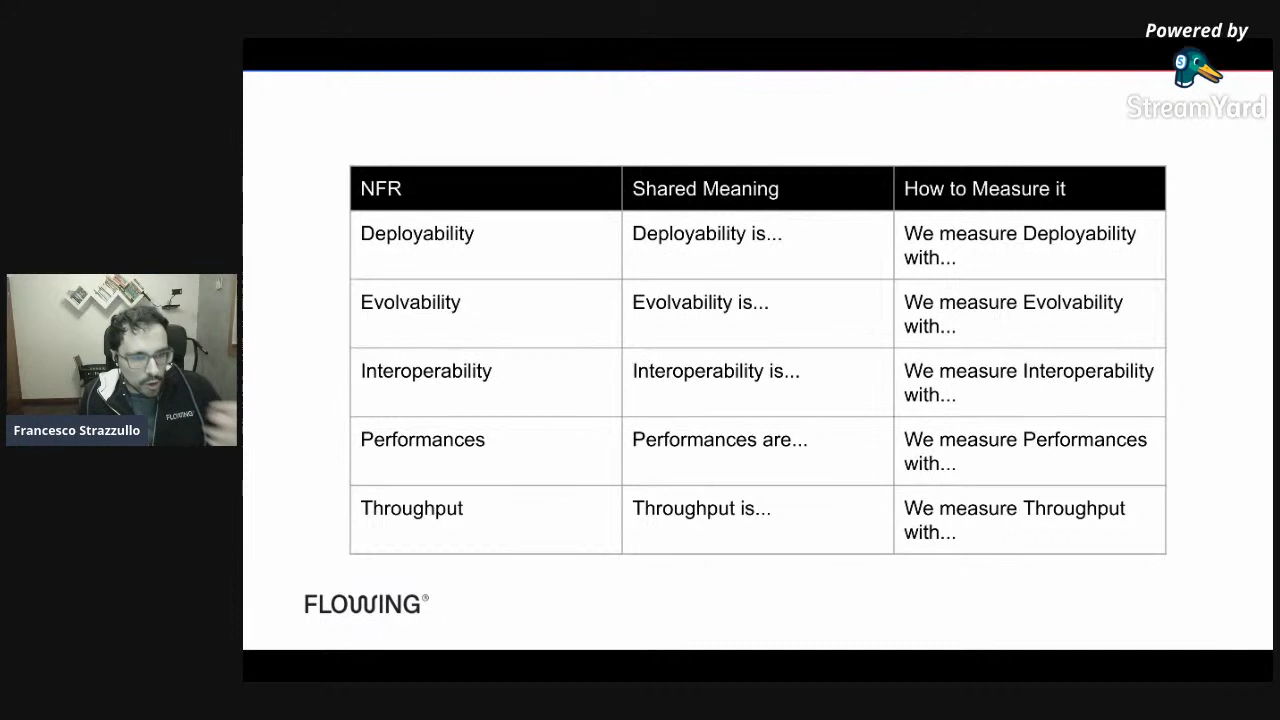 Powered by
StreamYard
NFR
Shared Meaning
How to Measure it
Deployability
Deployability is...
We measure Deployability
with...
Evolvability
Evolvability is...
We measure Evolvability
with...
Interoperability
Interoperability is...
We measure Interoperability
with...
Performances
Performances are...
We measure Performances
with...
Throughput
Throughput is...
We measure Throughput
with...
FLOWING
Francesco Strazzullo
FLOWING®